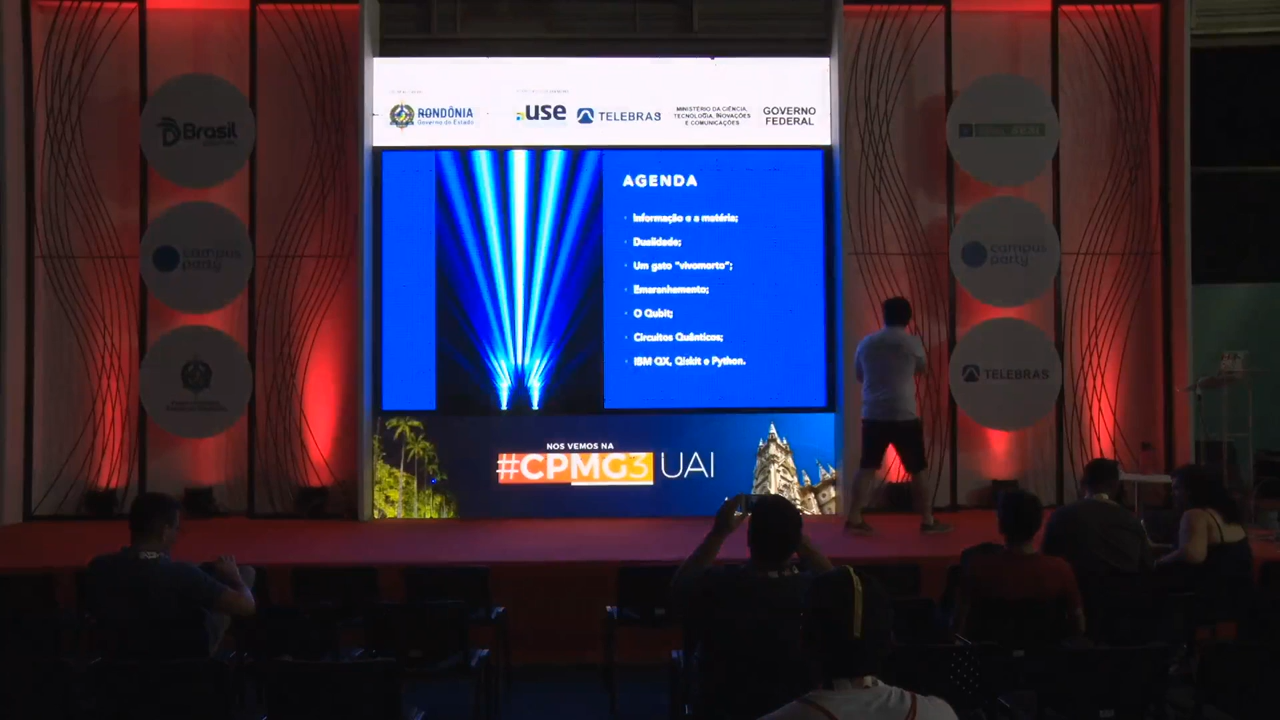 RONDÔNIA
Governo do Estado
use
TELEBRAS
MINISTÉRIO DA CIÊNCIA,
TECNOLOGIA, INOVAÇÕES
E COMUNICAÇÕES
GOVERNO
FEDERAL
Brasil
campus
party
AGENDA
Informação e a matéria;
Dualidade;
Um gato "vivomorto";
Emaranhamento;
O Qubit;
Circuitos Quânticos;
IBM QX, Qiskit e Python.
NOS VEMOS NA
#CPMG3 UAI
campus
party
TELEBRAS